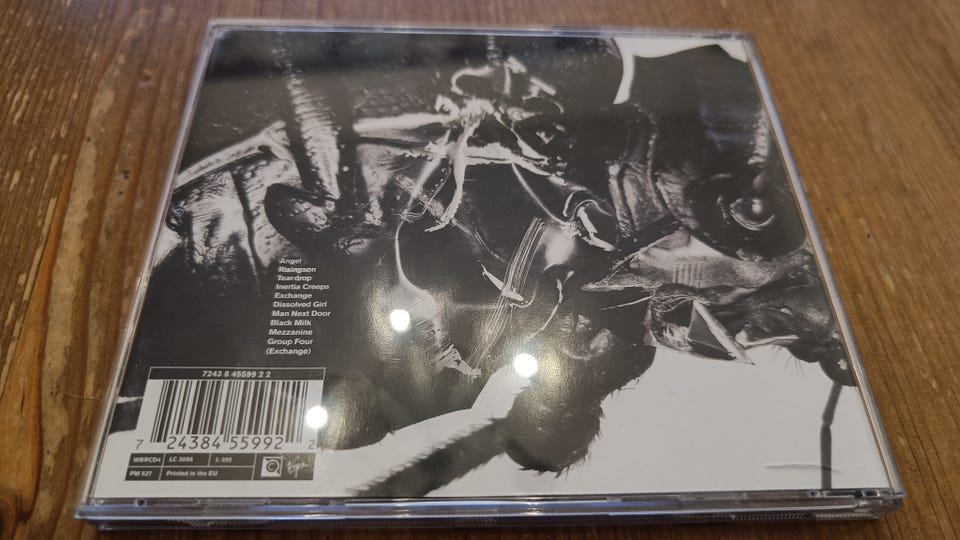 Angel
Risingson
Teardrop
Inertia Creeps
Exchange
Dissolved Girl
Man Next Door
Black Milk
Mezzanine
Group Four
(Exchange)
7243 8 45599 2 2
7 24384 55992 2
WBRCD4 LC 3098
PM 527 Printed in the EU
Virgin